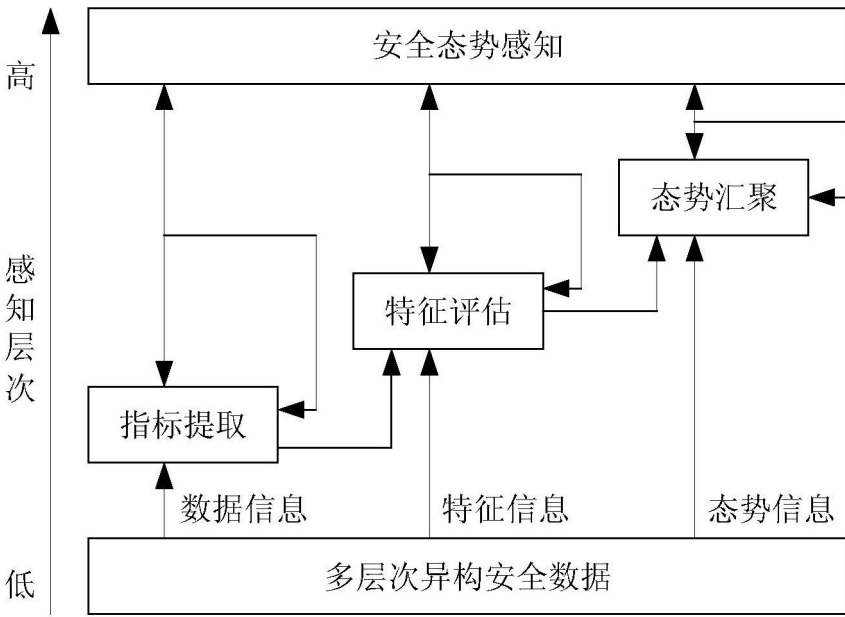 安全态势感知
高
态势汇聚
感知层次
特征评估
指标提取
数据信息
特征信息
态势信息
低
多层次异构安全数据